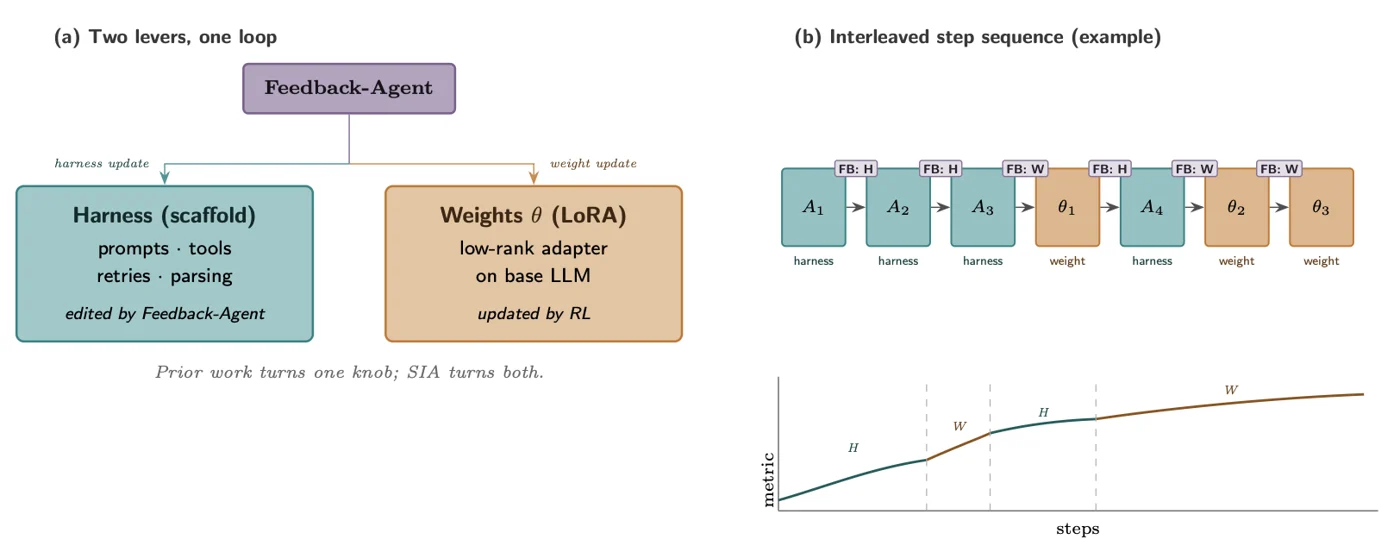 (a) Two levers, one loop
Feedback-Agent
harness update
weight update
Harness (scaffold)
prompts · tools
retries · parsing
edited by Feedback-Agent
Weights θ (LoRA)
low-rank adapter
on base LLM
updated by RL
Prior work turns one knob; SIA turns both.
(b) Interleaved step sequence (example)
FB: H
FB: H
FB: W
FB: H
FB: W
FB: W
A₁
A₂
A₃
θ₁
A₄
θ₂
θ₃
harness
harness
harness
weight
harness
weight
weight
H
W
H
W
metric
steps